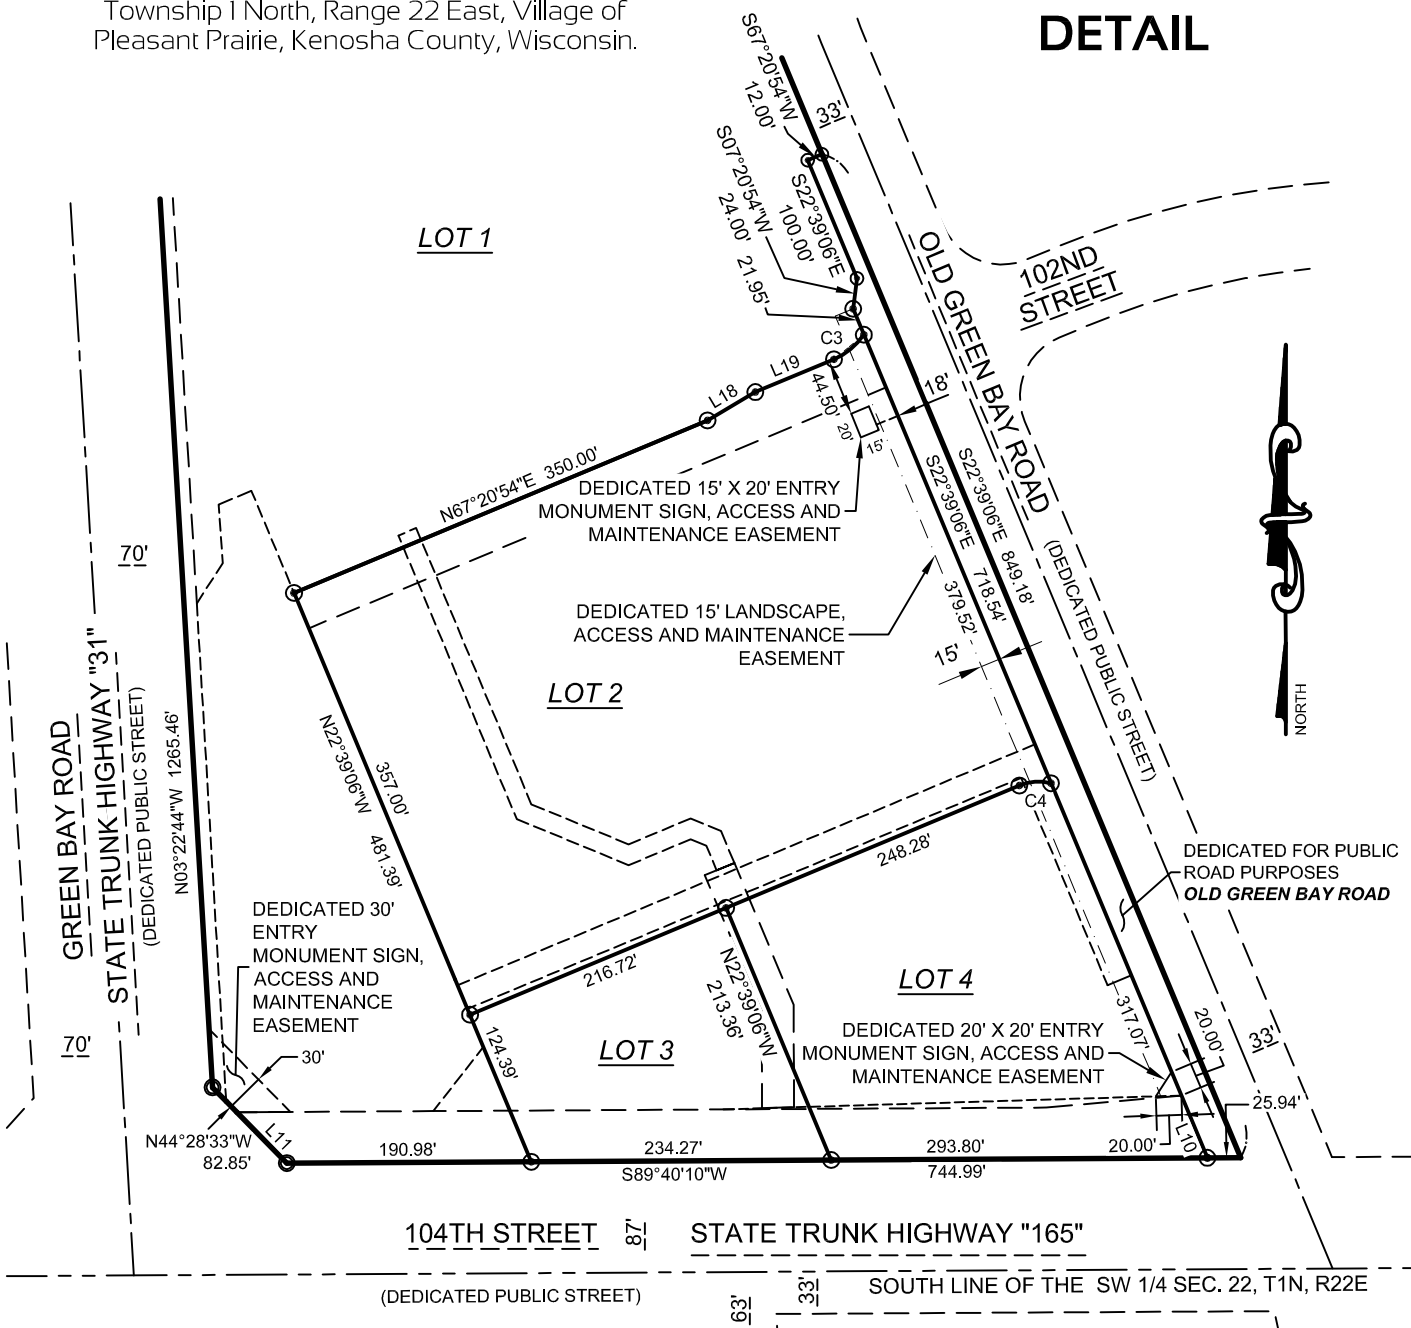 Township 1 North, Range 22 East, Village of
Pleasant Prairie, Kenosha County, Wisconsin.
DETAIL
S67°20'54"W
12.00'
33'
S07°20'54"W
24.00'
21.95'
S22°39'06"E
100.00'
LOT 1
OLD GREEN BAY ROAD
(DEDICATED PUBLIC STREET)
102ND
STREET
C3
L19
L18
44.50'
20'
15'
18'
N67°20'54"E 350.00'
DEDICATED 15' X 20' ENTRY
MONUMENT SIGN, ACCESS AND
MAINTENANCE EASEMENT
S22°39'06"E 849.18'
S22°39'06"E 718.54'
379.52'
70'
DEDICATED 15' LANDSCAPE,
ACCESS AND MAINTENANCE
EASEMENT
15'
LOT 2
NORTH
GREEN BAY ROAD
STATE TRUNK HIGHWAY "31"
(DEDICATED PUBLIC STREET)
N03°22'44"W 1265.46'
357.00'
N22°39'06"W 481.39'
C4
248.28'
DEDICATED FOR PUBLIC
ROAD PURPOSES
OLD GREEN BAY ROAD
DEDICATED 30'
ENTRY
MONUMENT SIGN,
ACCESS AND
MAINTENANCE
EASEMENT
216.72'
N22°39'06"W
213.36'
LOT 4
317.07'
20.00'
33'
70'
30'
124.39'
LOT 3
DEDICATED 20' X 20' ENTRY
MONUMENT SIGN, ACCESS AND
MAINTENANCE EASEMENT
25.94'
N44°28'33"W
82.85'
L11
190.98'
234.27'
293.80'
20.00'
L10
S89°40'10"W
744.99'
104TH STREET
87'
STATE TRUNK HIGHWAY "165"
(DEDICATED PUBLIC STREET)
63'
33'
SOUTH LINE OF THE SW 1/4 SEC. 22, T1N, R22E